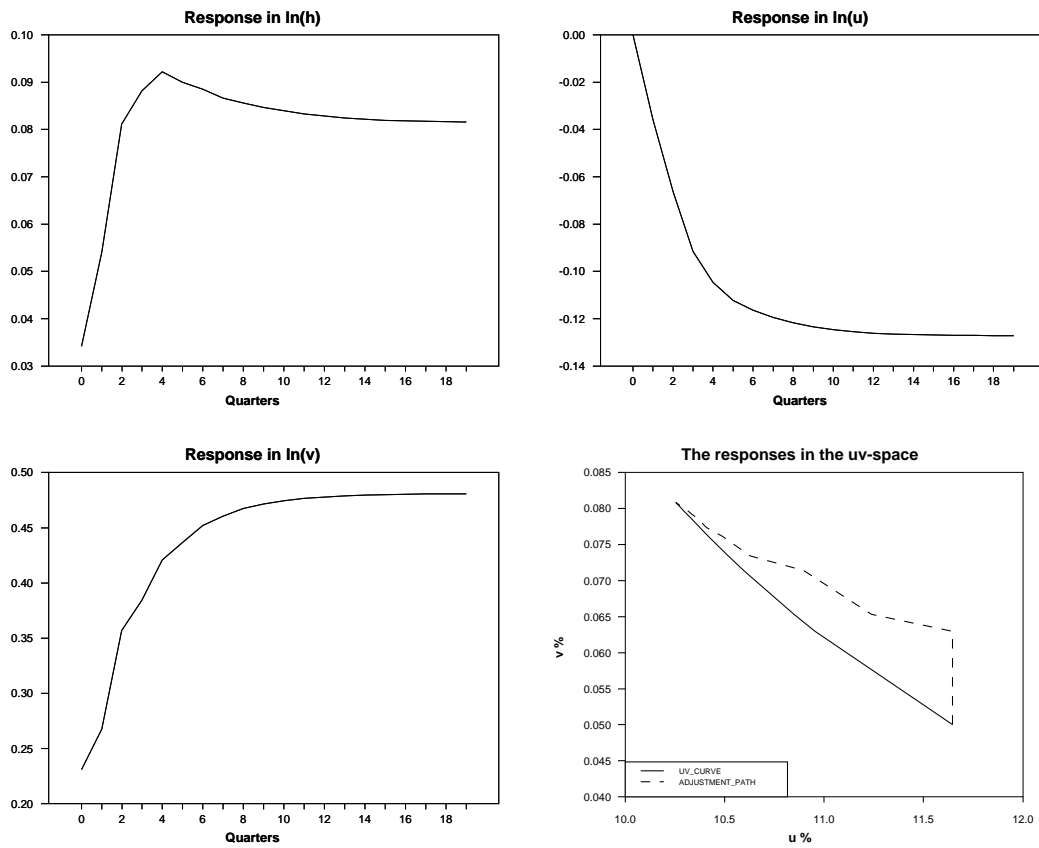 Response in ln(h)
0.10
0.09
0.08
0.07
0.06
0.05
0.04
0.03
0 2 4 6 8 10 12 14 16 18
Quarters
Response in ln(u)
0.00
-0.02
-0.04
-0.06
-0.08
-0.10
-0.12
-0.14
0 2 4 6 8 10 12 14 16 18
Quarters
Response in ln(v)
0.50
0.45
0.40
0.35
0.30
0.25
0.20
0 2 4 6 8 10 12 14 16 18
Quarters
The responses in the uv-space
v %
0.085
0.080
0.075
0.070
0.065
0.060
0.055
0.050
0.045
0.040
UV_CURVE
ADJUSTMENT_PATH
10.0 10.5 11.0 11.5 12.0
u %